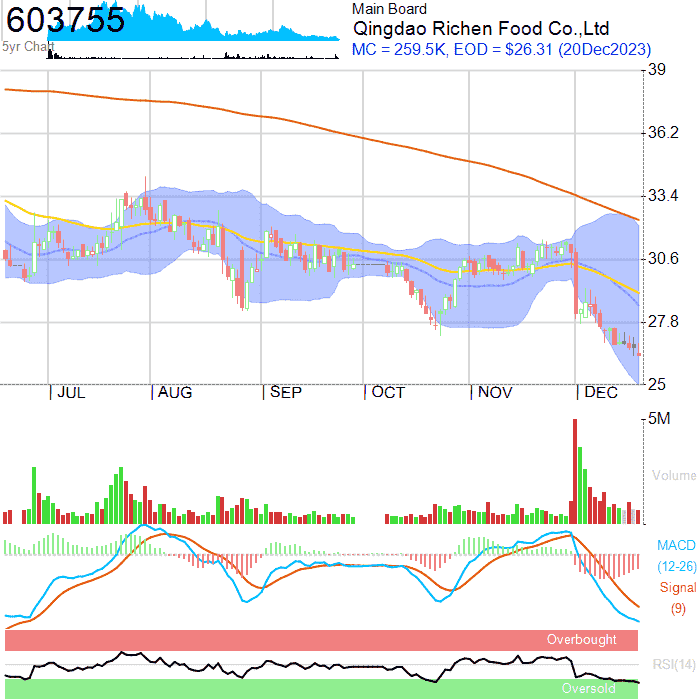 603755
Main Board
Qingdao Richen Food Co.,Ltd
5yr Chart
MC = 259.5K, EOD = $26.31 (20Dec2023)
39
36.2
33.4
30.6
27.8
25
JUL AUG SEP OCT NOV DEC
5M
Volume
MACD
(12-26)
Signal
(9)
Overbought
RSI(14)
Oversold